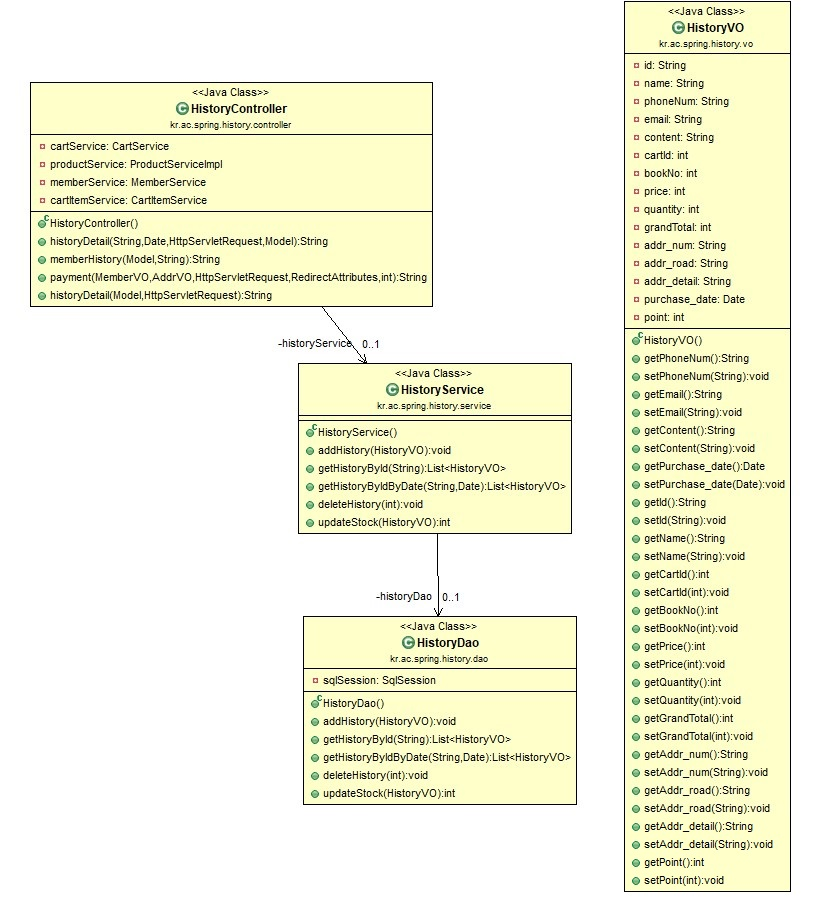 <<Java Class>>
HistoryController
kr.ac.spring.history.controller
cartService: CartService
productService: ProductServiceImpl
memberService: MemberService
cartItemService: CartItemService
HistoryController()
historyDetail(String,Date,HttpServletRequest,Model):String
memberHistory(Model,String):String
payment(MemberVO,AddrVO,HttpServletRequest,RedirectAttributes,int):String
historyDetail(Model,HttpServletRequest):String
-historyService 0..1
<<Java Class>>
HistoryService
kr.ac.spring.history.service
HistoryService()
addHistory(HistoryVO):void
getHistoryById(String):List<HistoryVO>
getHistoryByIdByDate(String,Date):List<HistoryVO>
deleteHistory(int):void
updateStock(HistoryVO):int
-historyDao 0..1
<<Java Class>>
HistoryDao
kr.ac.spring.history.dao
sqlSession: SqlSession
HistoryDao()
addHistory(HistoryVO):void
getHistoryById(String):List<HistoryVO>
getHistoryByIdByDate(String,Date):List<HistoryVO>
deleteHistory(int):void
updateStock(HistoryVO):int
<<Java Class>>
HistoryVO
kr.ac.spring.history.vo
id: String
name: String
phoneNum: String
email: String
content: String
cartId: int
bookNo: int
price: int
quantity: int
grandTotal: int
addr_num: String
addr_road: String
addr_detail: String
purchase_date: Date
point: int
HistoryVO()
getPhoneNum():String
setPhoneNum(String):void
getEmail():String
setEmail(String):void
getContent():String
setContent(String):void
getPurchase_date():Date
setPurchase_date(Date):void
getId():String
setId(String):void
getName():String
setName(String):void
getCartId():int
setCartId(int):void
getBookNo():int
setBookNo(int):void
getPrice():int
setPrice(int):void
getQuantity():int
setQuantity(int):void
getGrandTotal():int
setGrandTotal(int):void
getAddr_num():String
setAddr_num(String):void
getAddr_road():String
setAddr_road(String):void
getAddr_detail():String
setAddr_detail(String):void
getPoint():int
setPoint(int):void